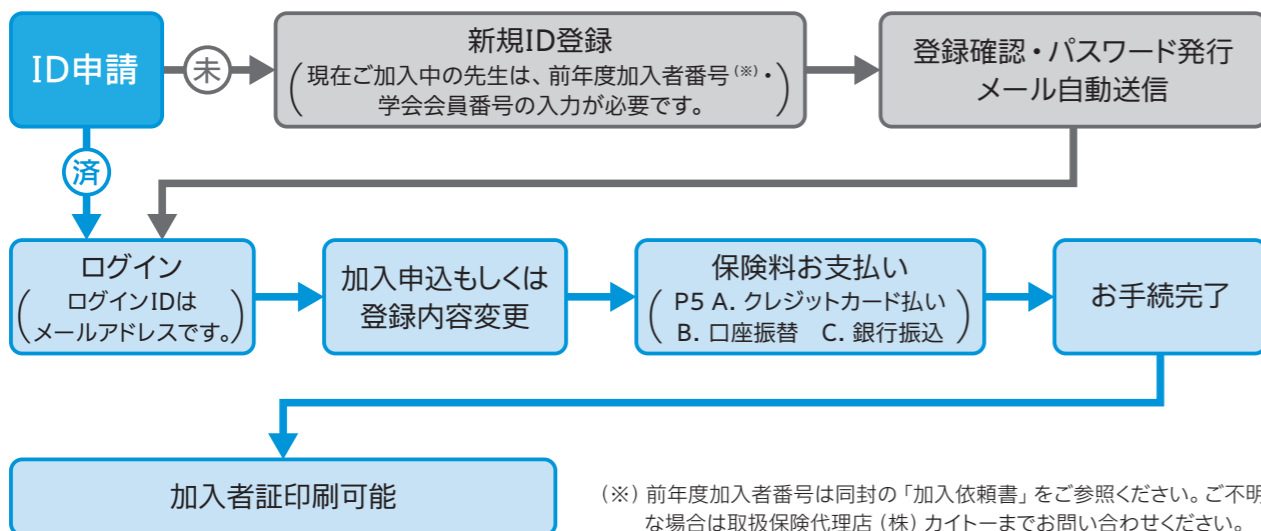 ID申請
未
新規ID登録
(現在ご加入中の先生は、前年度加入者番号(※)・
学会会員番号の入力が必要です。)
登録確認・パスワード発行
メール自動送信
済
ログイン
(ログインIDは
メールアドレスです。)
加入申込もしくは
登録内容変更
保険料お支払い
(P5 A. クレジットカード払い
B. 口座振替 C. 銀行振込)
お手続完了
加入者証印刷可能
(※) 前年度加入者番号は同封の「加入依頼書」をご参照ください。ご不明
な場合は取扱保険代理店(株)カイトーまでお問い合わせください。